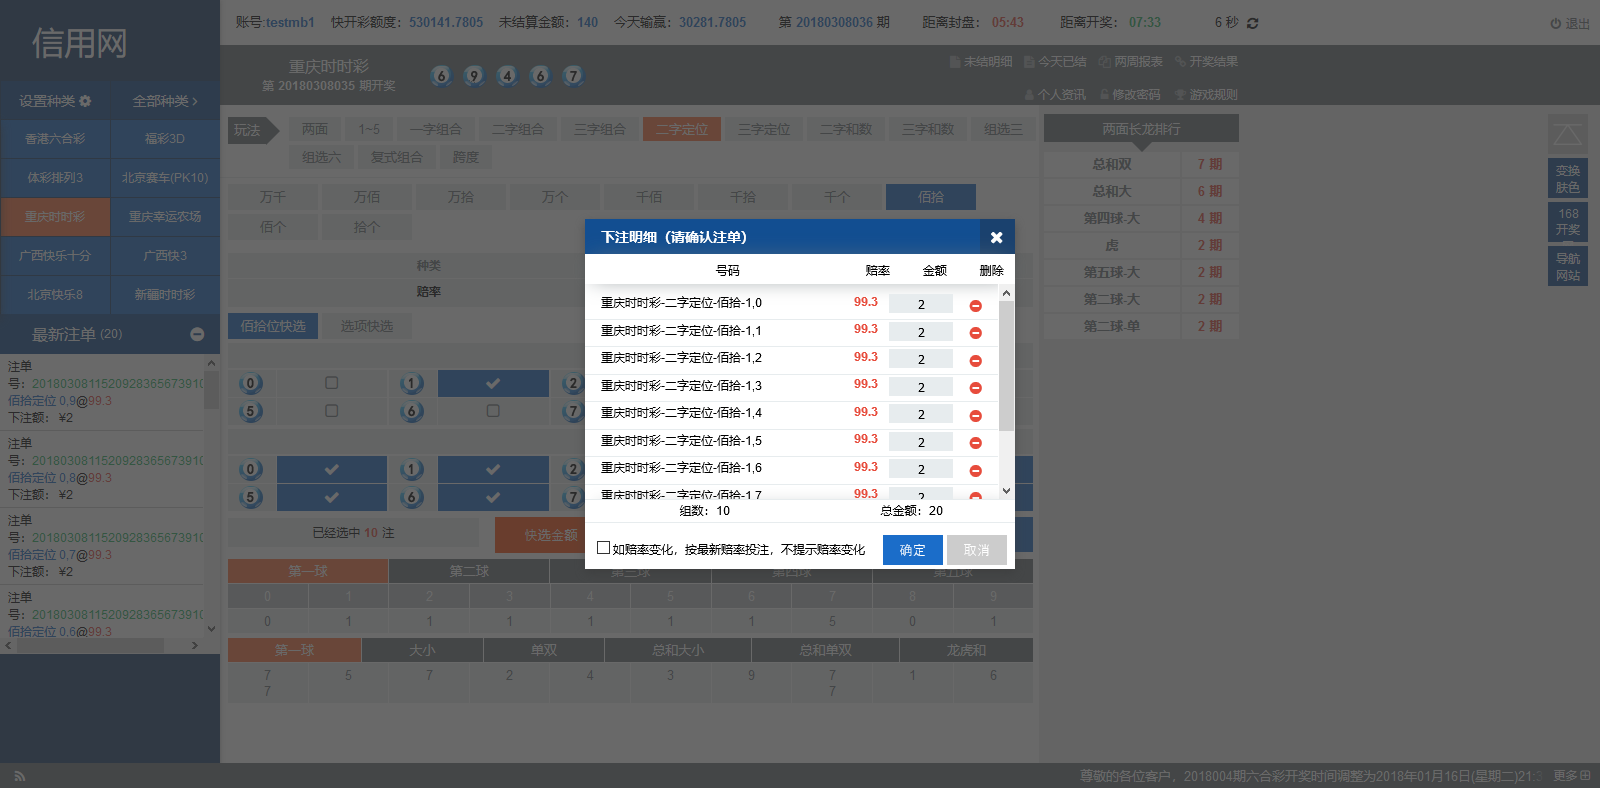 信用网
账号:testmb1 快开彩额度：530141.7805 未结算金额：140 今天输赢：30281.7805 第 20180308036 期 距离封盘：05:43 距离开奖：07:33 6 秒
退出
重庆时时彩
第 20180308035 期开奖
6 9 4 6 7
未结明细 今天已结 两周报表 开奖结果
个人资讯 修改密码 游戏规则
设置种类 全部种类
香港六合彩 福彩3D
体彩排列3 北京赛车(PK10)
重庆时时彩 重庆幸运农场
广西快乐十分 广西快3
北京快乐8 新疆时时彩
最新注单 (20)
注单
号：2018030811520928365673910
佰拾定位 0,9@99.3
下注额： ¥2
注单
号：2018030811520928365673910
佰拾定位 0,8@99.3
下注额： ¥2
注单
号：2018030811520928365673910
佰拾定位 0,7@99.3
下注额： ¥2
注单
号：2018030811520928365673910
佰拾定位 0,6@99.3
玩法 两面 1~5 一字组合 二字组合 三字组合 二字定位 三字定位 二字和数 三字和数 组选三
组选六 复式组合 跨度
万千 万佰 万拾 万个 千佰 千拾 千个 佰拾
佰个 拾个
种类
赔率
佰拾位快选 选项快选
0 1 2
5 6 7
0 1 2
5 6 7
已经选中 10 注 快选金额
第一球 第二球 第三球 第四球 第五球
0 1 2 3 4 5 6 7 8 9
0 1 1 1 1 1 1 5 0 1
第一球 大小 单双 总和大小 总和单双 龙虎和
7 5 7 2 4 3 9 7 1 6
7 7
下注明细（请确认注单）
号码 赔率 金额 删除
重庆时时彩-二字定位-佰拾-1,0 99.3 2
重庆时时彩-二字定位-佰拾-1,1 99.3 2
重庆时时彩-二字定位-佰拾-1,2 99.3 2
重庆时时彩-二字定位-佰拾-1,3 99.3 2
重庆时时彩-二字定位-佰拾-1,4 99.3 2
重庆时时彩-二字定位-佰拾-1,5 99.3 2
重庆时时彩-二字定位-佰拾-1,6 99.3 2
重庆时时彩-二字定位-佰拾-1,7 99.3 2
组数：10 总金额：20
如赔率变化，按最新赔率投注，不提示赔率变化 确定 取消
两面长龙排行
总和双 7 期
总和大 6 期
第四球-大 4 期
虎 2 期
第五球-大 2 期
第二球-大 2 期
第二球-单 2 期
变换
肤色
168
开奖
导航
网站
尊敬的各位客户，2018004期六合彩开奖时间调整为2018年01月16日(星期二)21:3 更多